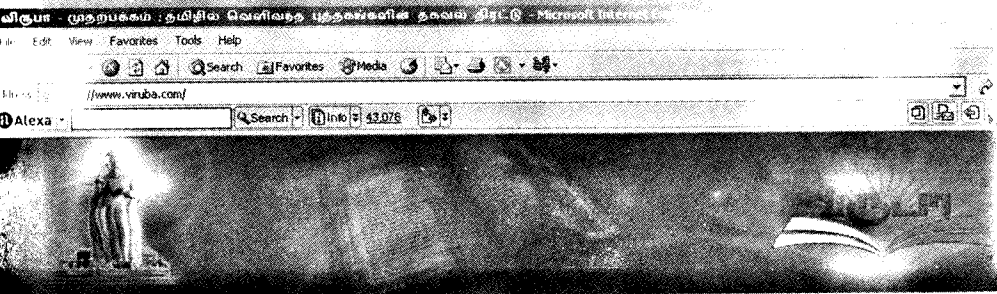 விருபா - முதற்பக்கம் : தமிழில் வெளிவந்த புத்தகங்களின் தகவல் திரட்டு - Microsoft Internet
Edit View Favorites Tools Help
Search Favorites Media
//www.viruba.com/
Alexa Search Info 43,076